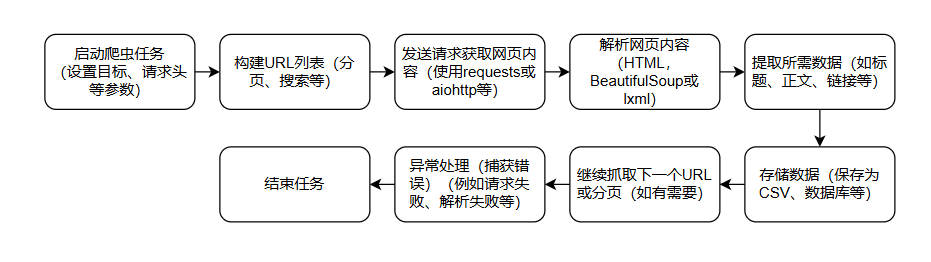 启动爬虫任务
（设置目标、请求头
等参数）
构建URL列表（分
页、搜索等）
发送请求获取网页内
容（使用requests或
aiohttp等）
解析网页内容
（HTML，
BeautifulSoup或
lxml）
提取所需数据（如标
题、正文、链接等）
存储数据（保存为
CSV、数据库等）
继续抓取下一个URL
或分页（如有需要）
异常处理（捕获错
误）（例如请求失
败、解析失败等）
结束任务